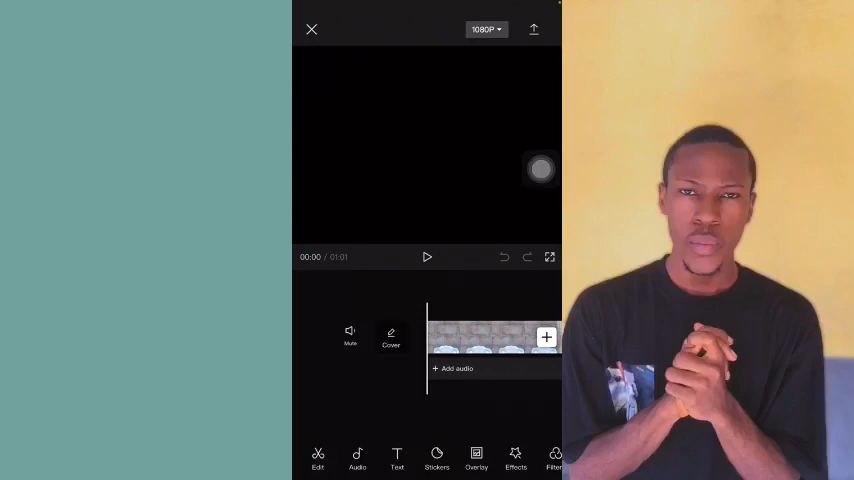 1080P
00:00 / 01:01
Mute
Cover
+ Add audio
Edit
Audio
Text
Stickers
Overlay
Effects
Filter